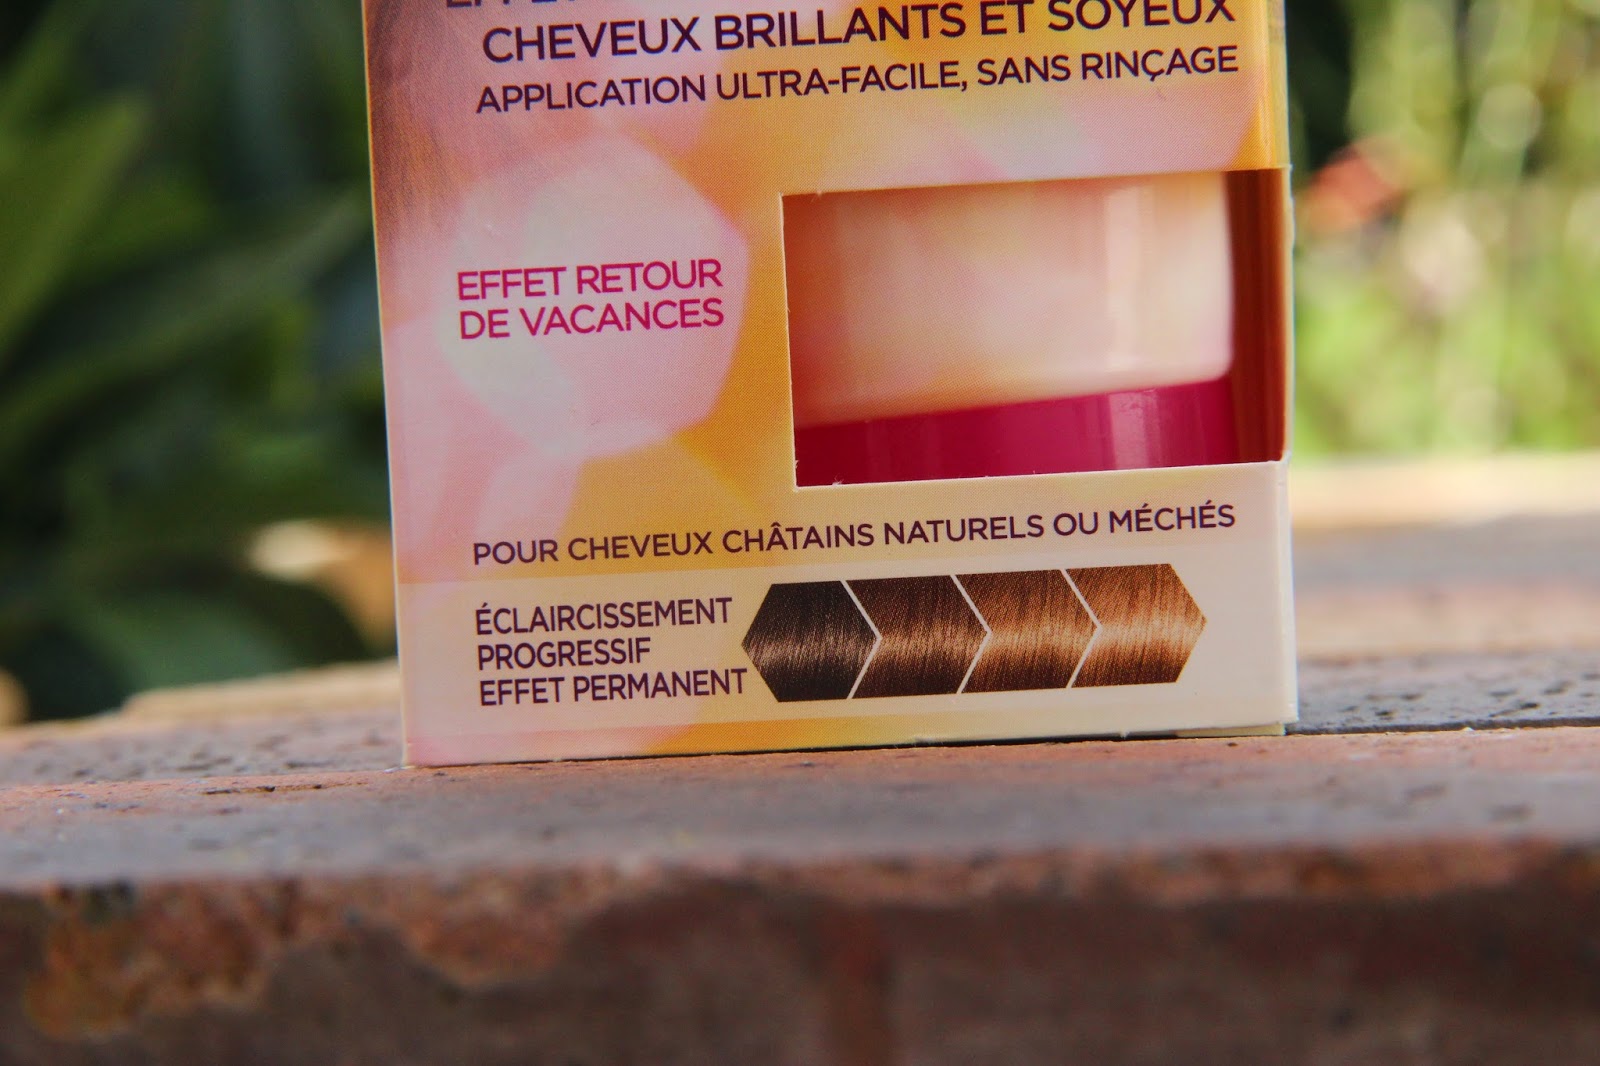 CHEVEUX BRILLANTS ET SOYEUX
APPLICATION ULTRA-FACILE, SANS RINÇAGE
EFFET RETOUR
DE VACANCES
POUR CHEVEUX CHÂTAINS NATURELS OU MÉCHÉS
ÉCLAIRCISSEMENT
PROGRESSIF
EFFET PERMANENT